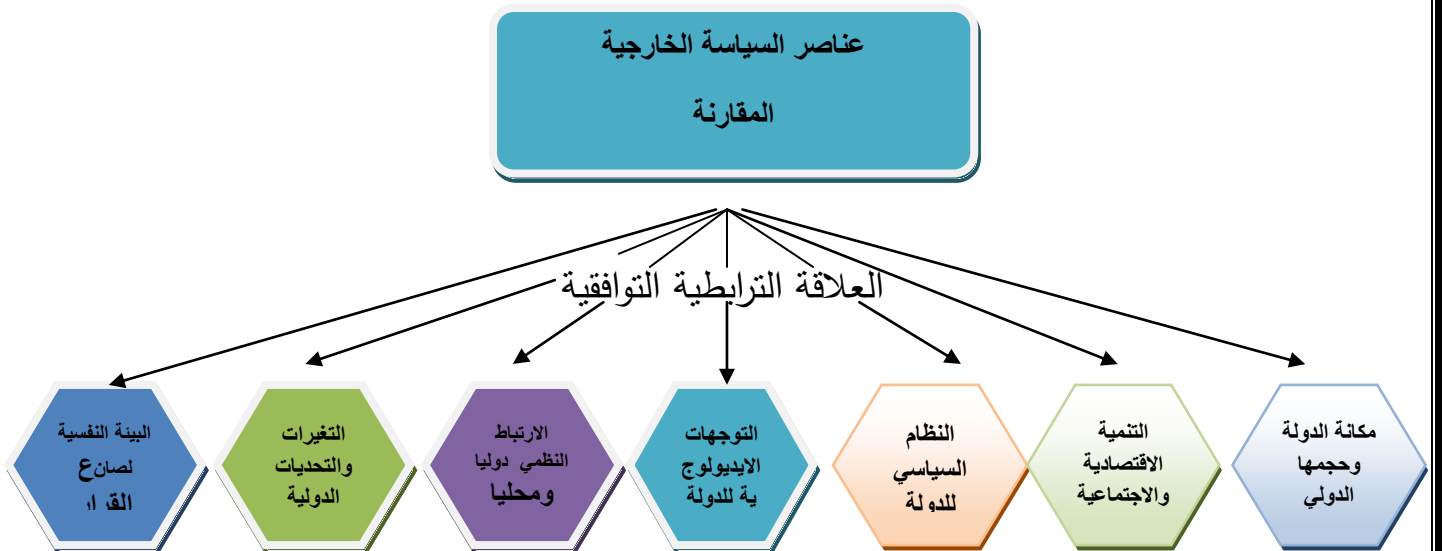 عناصر السياسة الخارجية
المقارنة
العلاقة الترابطية التوافقية
مكانة الدولة
وحجمها
الدولي
التنمية
الاقتصادية
والاجتماعية
النظام
السياسي
للدولة
التوجهات
الايديولوج
ية للدولة
الارتباط
النظمي دوليا
ومحليا
التغيرات
والتحديات
الدولية
البيئة النفسية
لصانع
القرار